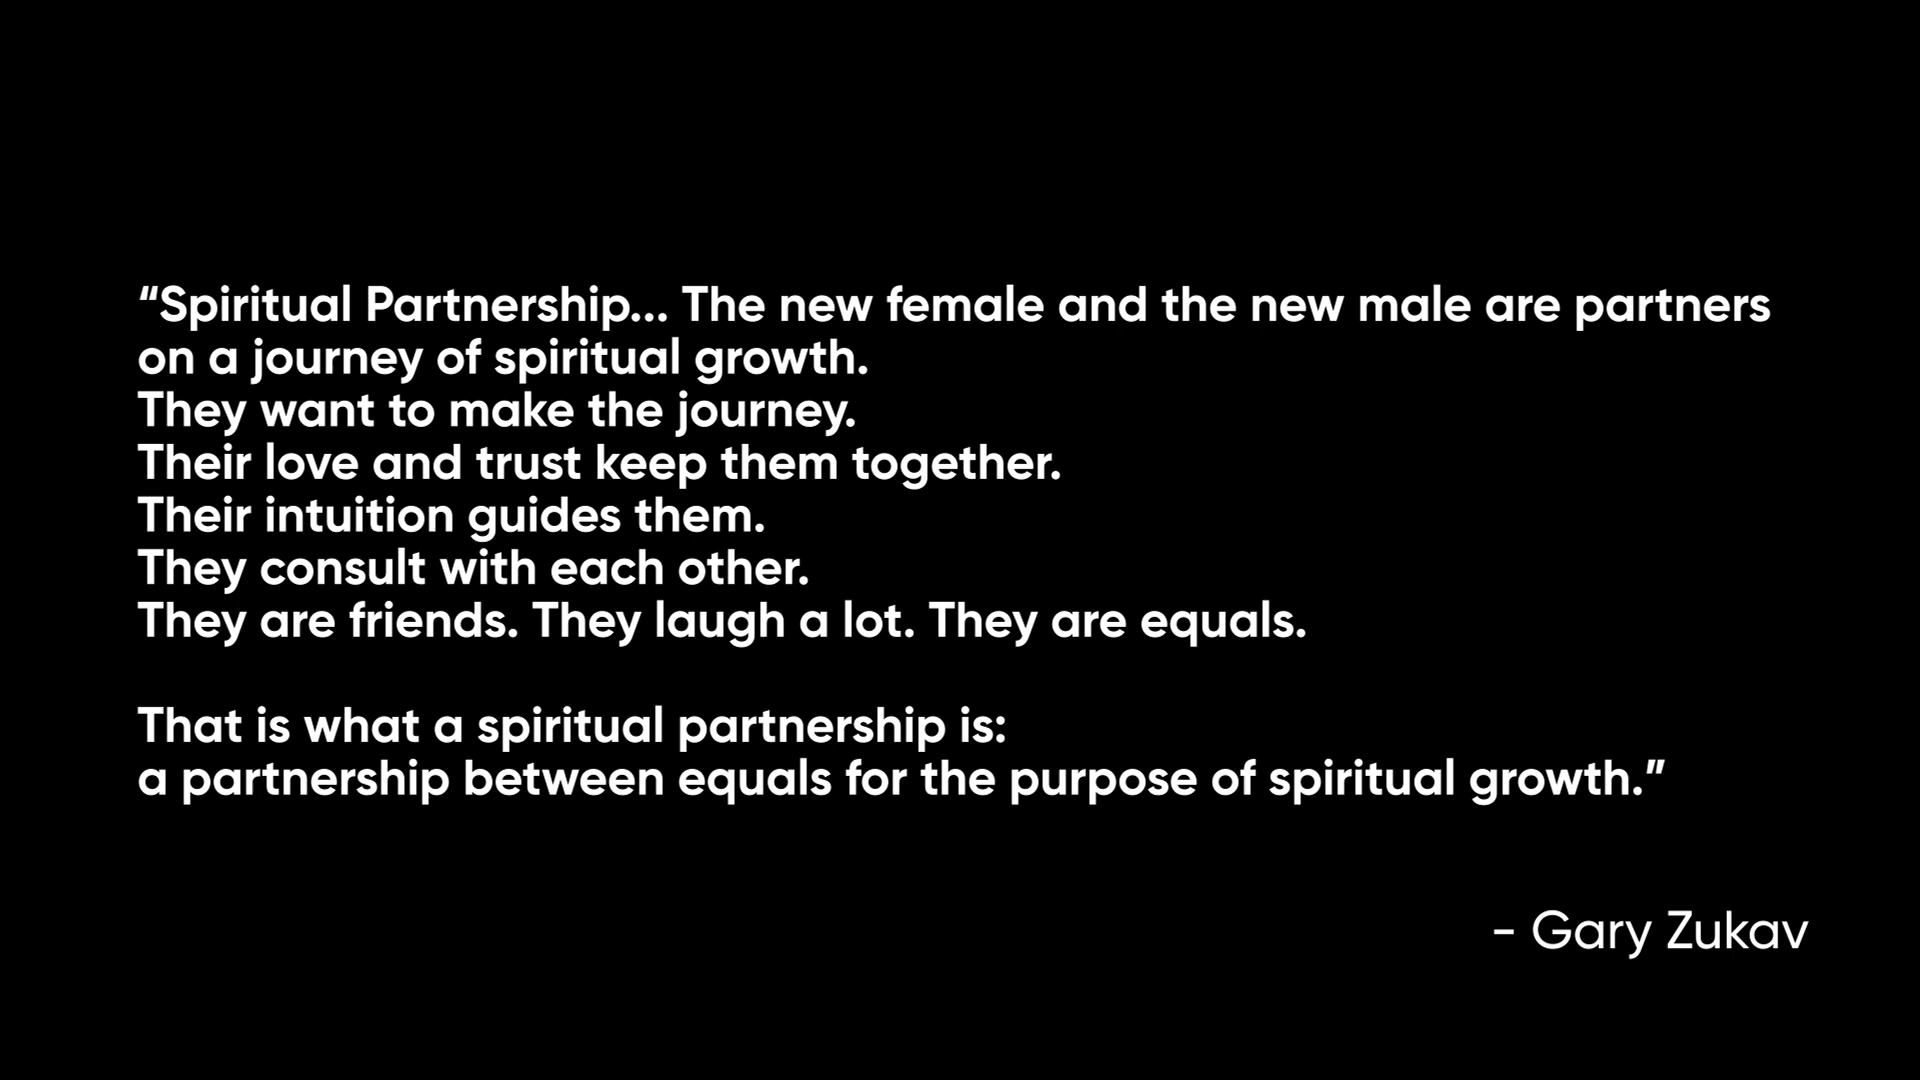 “Spiritual Partnership... The new female and the new male are partners
on a journey of spiritual growth.
They want to make the journey.
Their love and trust keep them together.
Their intuition guides them.
They consult with each other.
They are friends. They laugh a lot. They are equals.
That is what a spiritual partnership is:
a partnership between equals for the purpose of spiritual growth.”
- Gary Zukav